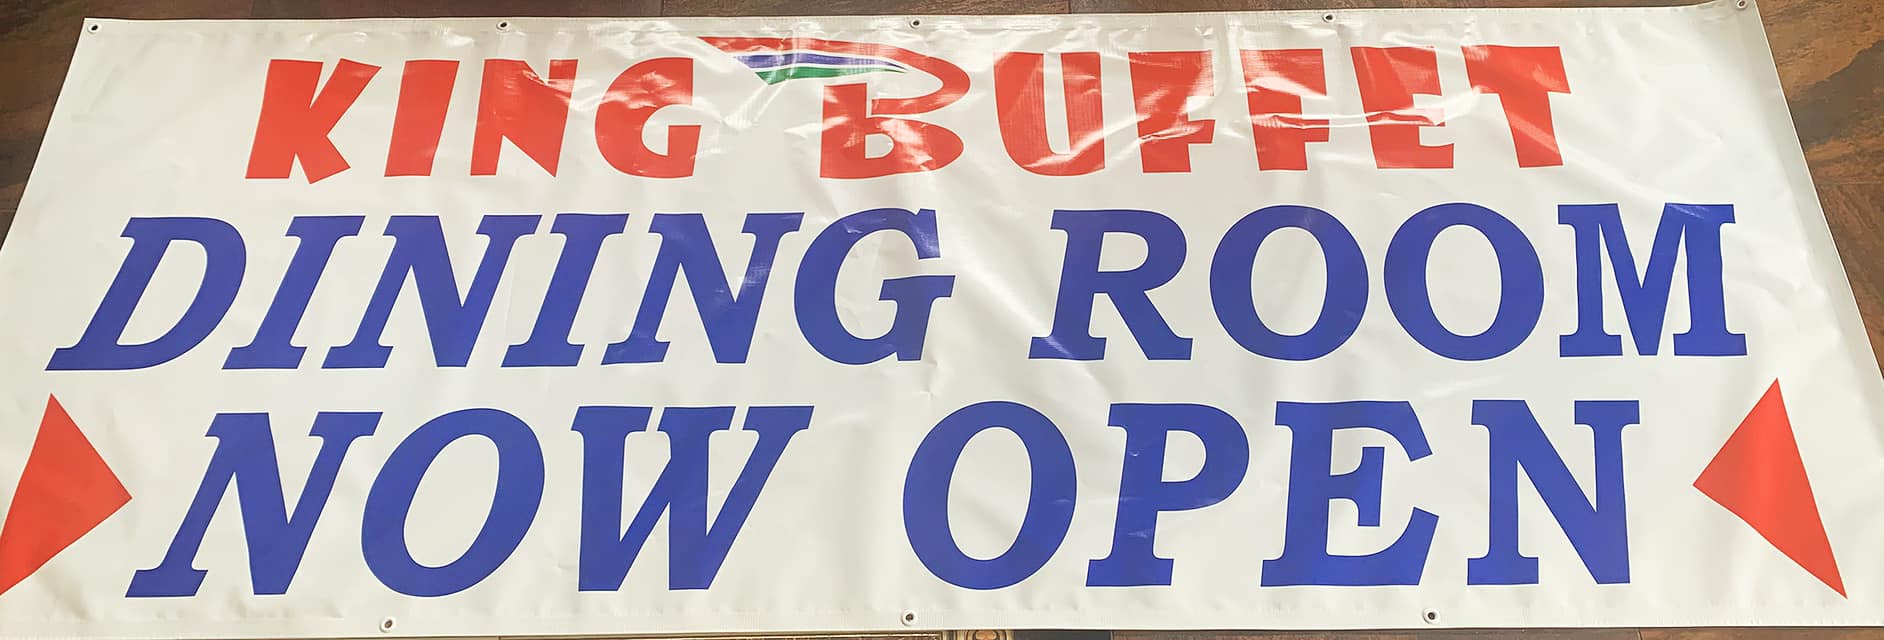 KING BUFFET
DINING ROOM
NOW OPEN